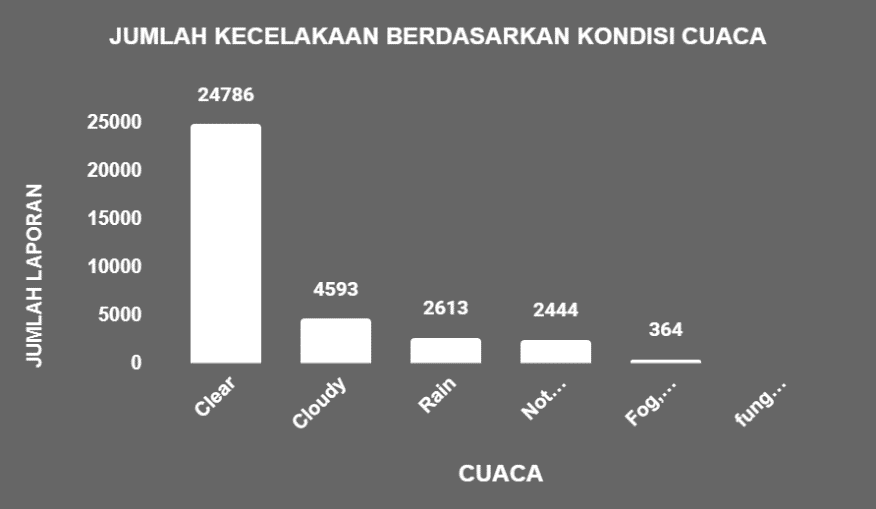 JUMLAH KECELAKAAN BERDASARKAN KONDISI CUACA
24786
25000
20000
15000
10000
5000
0
JUMLAH LAPORAN
4593
2613
2444
364
Clear
Cloudy
Rain
Not...
Fog,...
fung...
CUACA